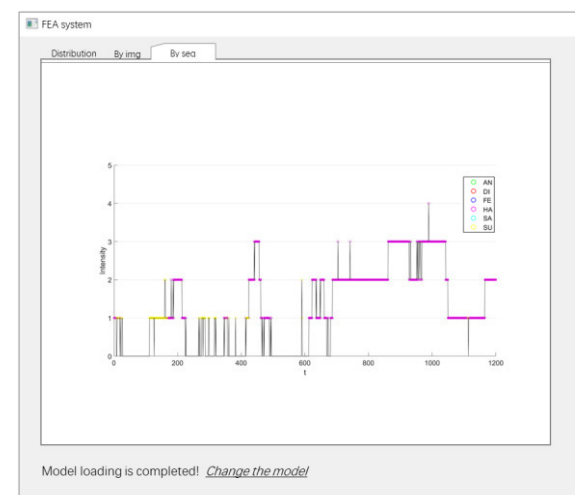 FEA system
Distribution By img By seq
5
4
3
2
1
0
Intensity
AN
DI
FE
HA
SA
SU
0 200 400 600 800 1000 1200
t
Model loading is completed! Change the model